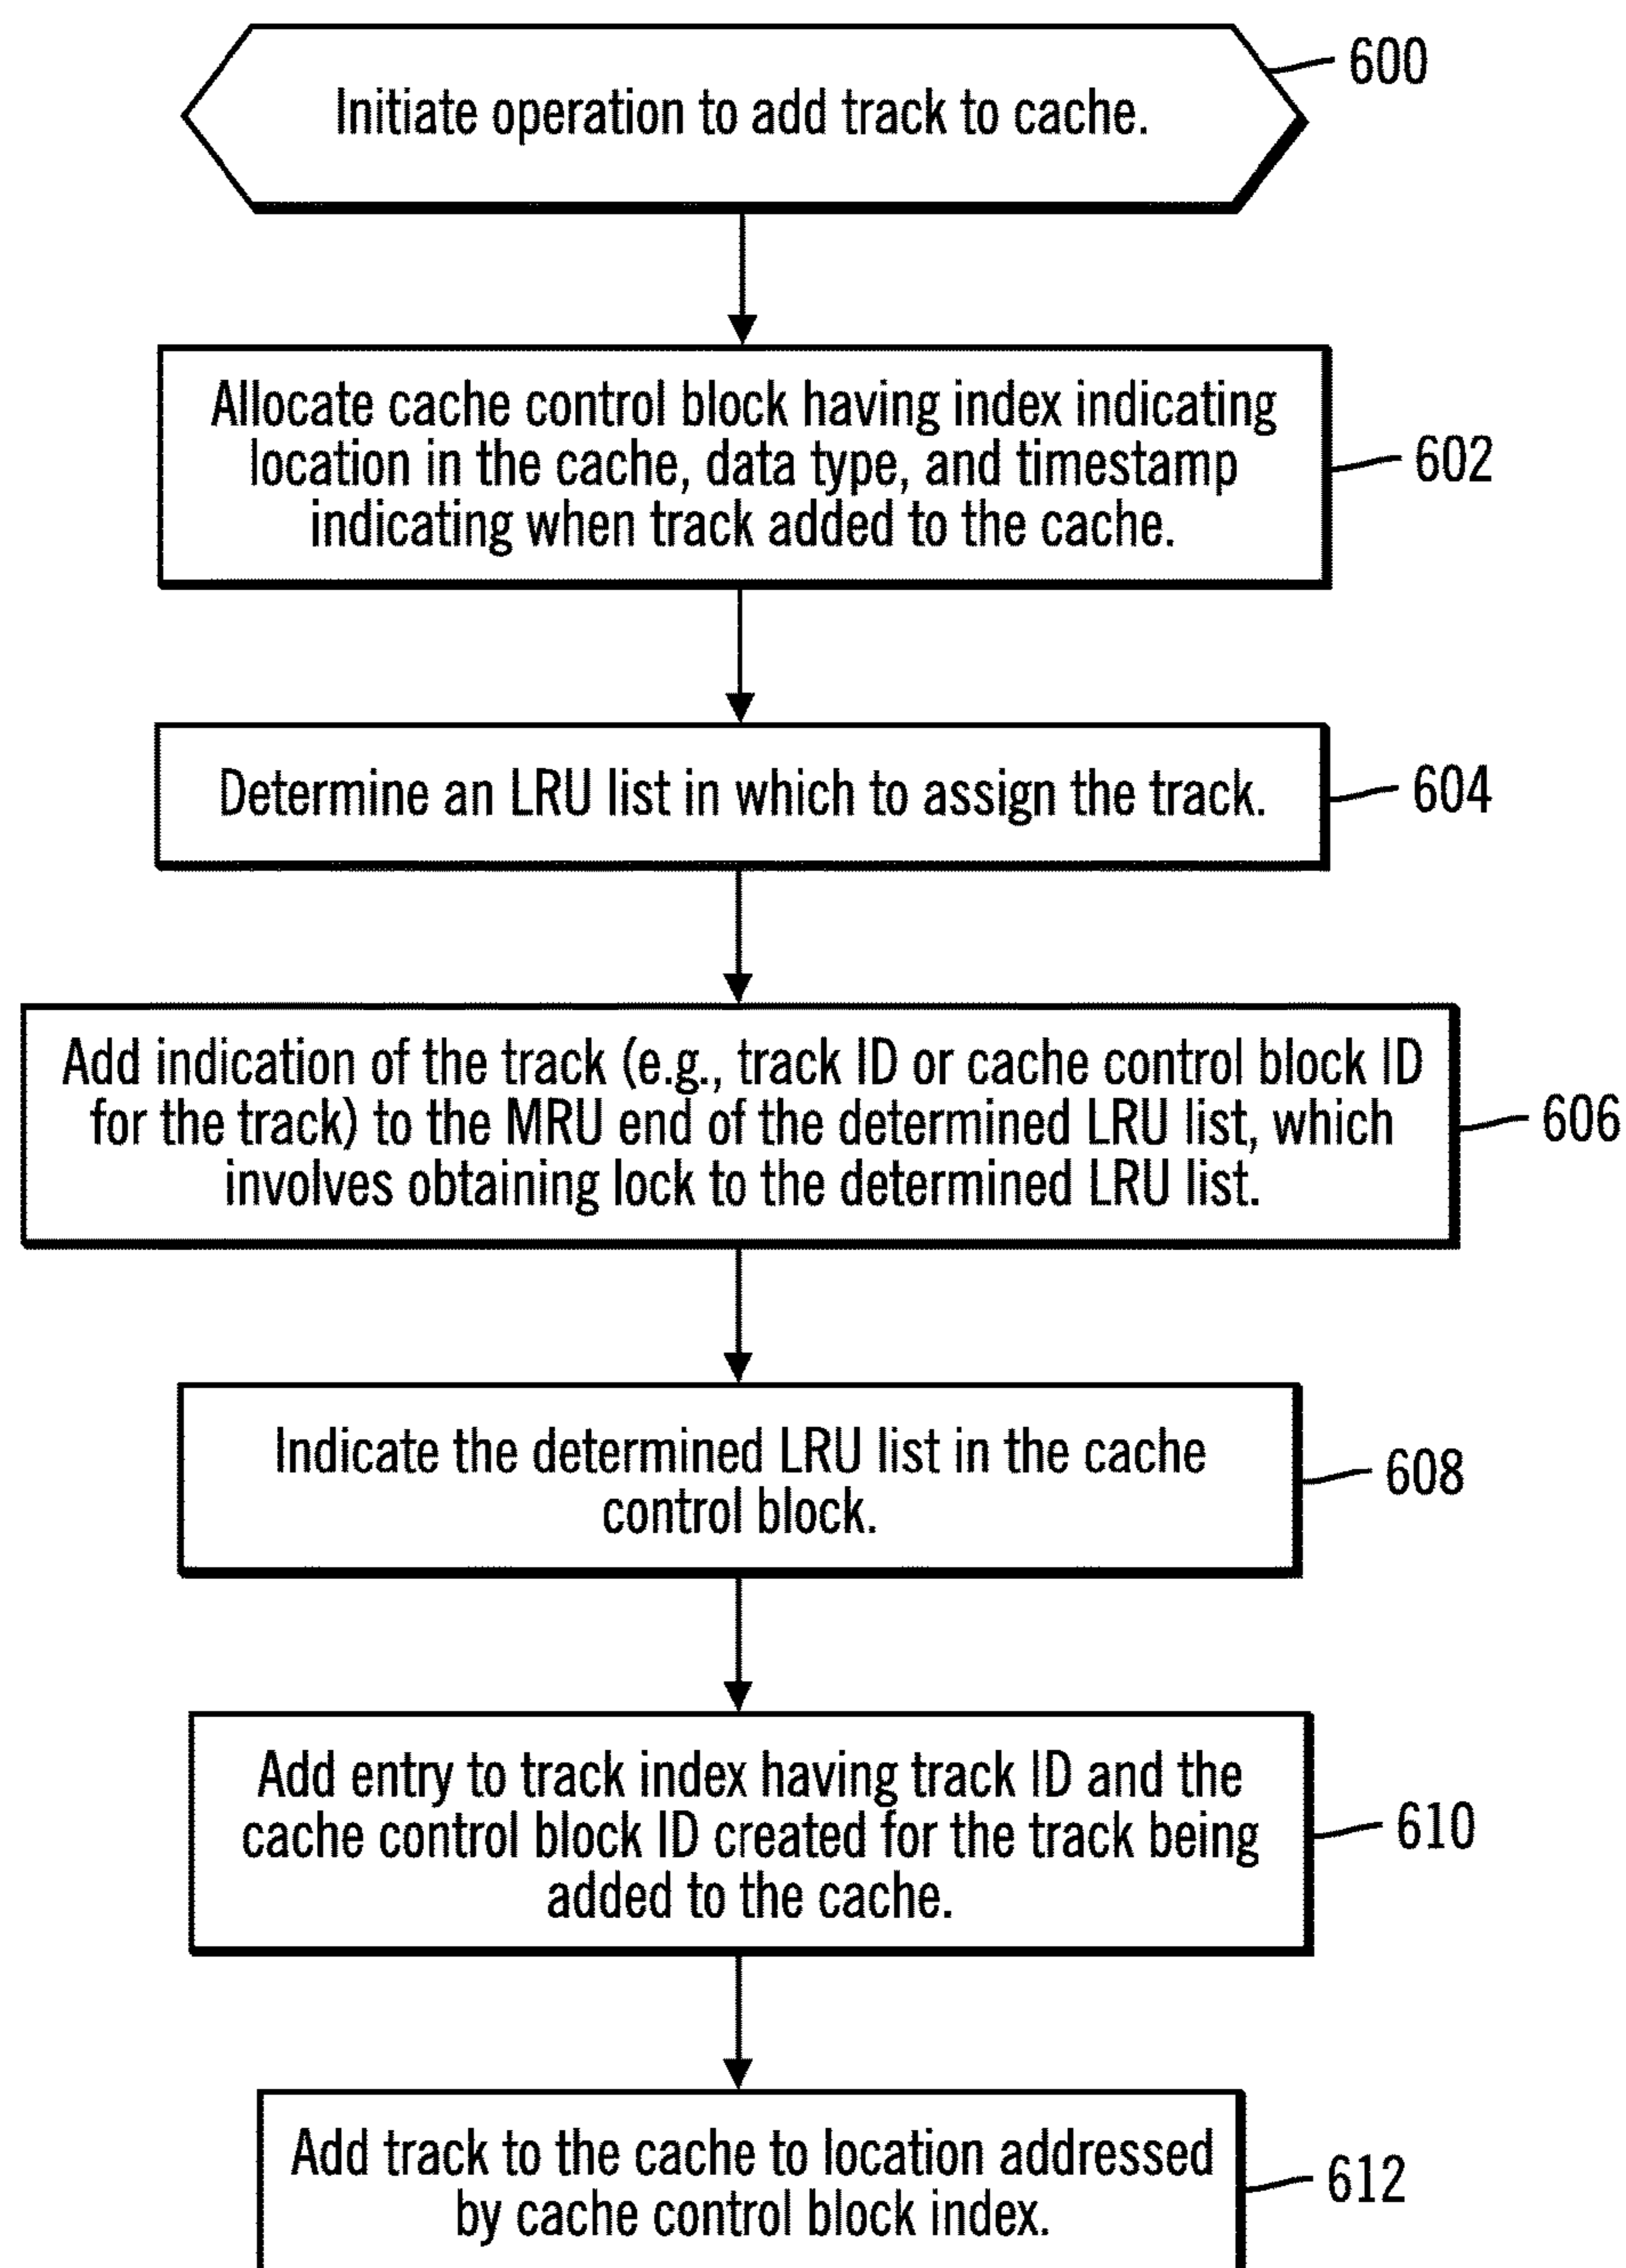 Initiate operation to add track to cache.
600
Allocate cache control block having index indicating
location in the cache, data type, and timestamp
indicating when track added to the cache.
602
Determine an LRU list in which to assign the track.
604
Add indication of the track (e.g., track ID or cache control block ID
for the track) to the MRU end of the determined LRU list, which
involves obtaining lock to the determined LRU list.
606
Indicate the determined LRU list in the cache
control block.
608
Add entry to track index having track ID and the
cache control block ID created for the track being
added to the cache.
610
Add track to the cache to location addressed
by cache control block index.
612